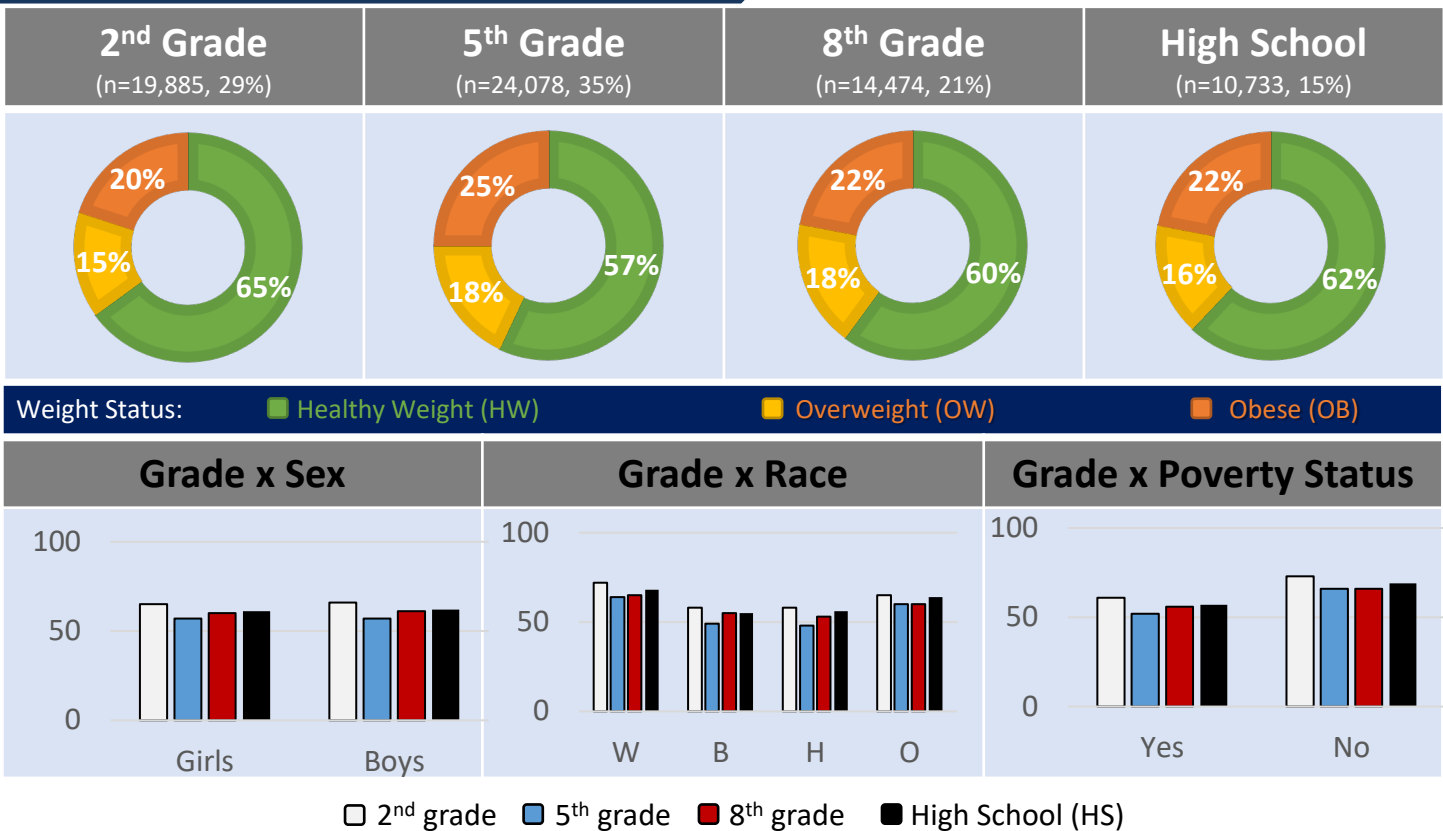 2nd Grade
(n=19,885, 29%)
5th Grade
(n=24,078, 35%)
8th Grade
(n=14,474, 21%)
High School
(n=10,733, 15%)
20%
15%
65%
25%
18%
57%
22%
18%
60%
22%
16%
62%
Weight Status: Healthy Weight (HW) Overweight (OW) Obese (OB)
Grade x Sex
100
50
0
Girls Boys
Grade x Race
100
50
0
W B H O
Grade x Poverty Status
100
50
0
Yes No
2nd grade 5th grade 8th grade High School (HS)